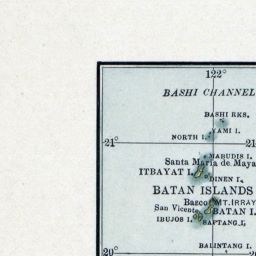 122°
BASHI CHANNEL
BASHI RKS.
YAMI I.
NORTH I.
21°
MABUDIS I.
Santa Maria de Maya
ITBAYAT I.
DINEN I.
BATAN ISLANDS
Basco
MT. IRRAY
San Vicente
BATAN I.
IBUJOS I.
SAPTANG I.
BALINTANG I.
20°